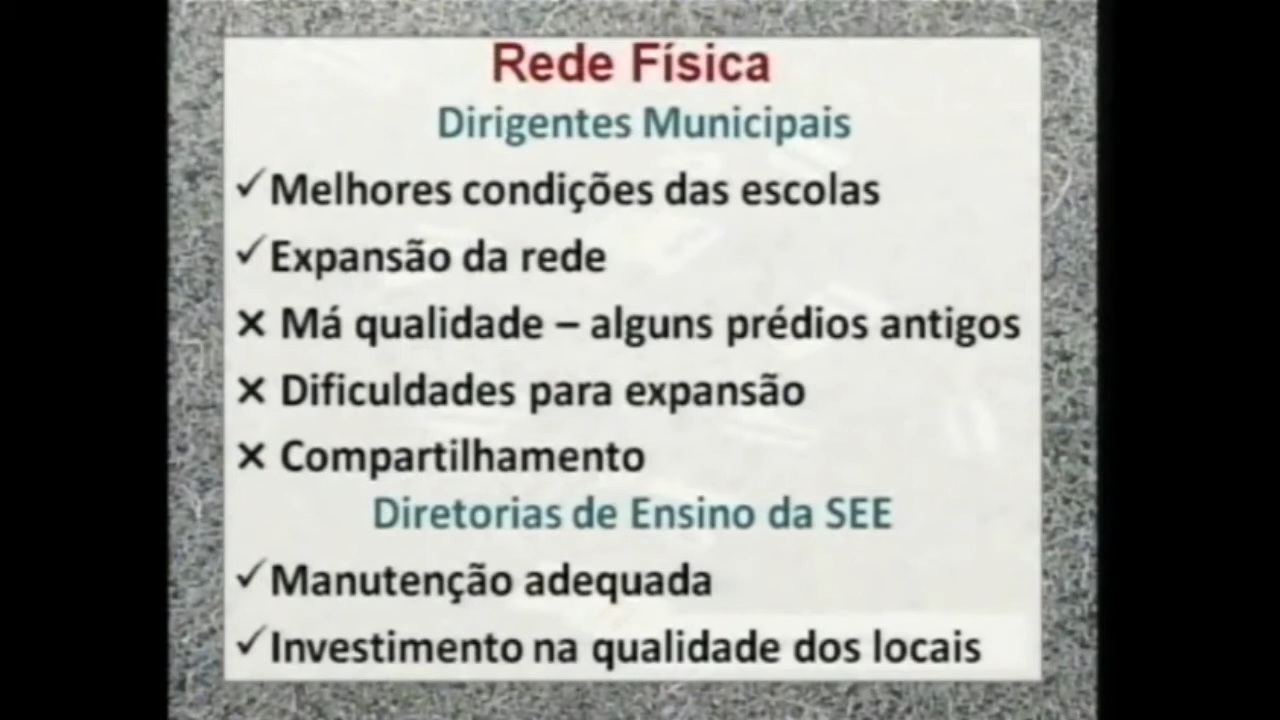 Rede Física
Dirigentes Municipais
✓Melhores condições das escolas
✓Expansão da rede
× Má qualidade – alguns prédios antigos
× Dificuldades para expansão
× Compartilhamento
Diretorias de Ensino da SEE
✓Manutenção adequada
✓Investimento na qualidade dos locais